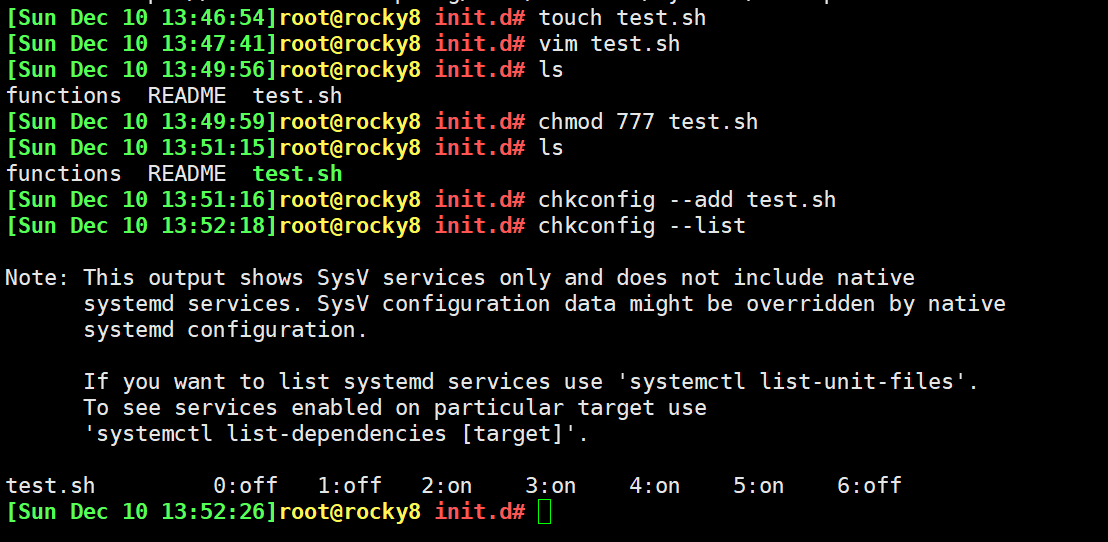 [Sun Dec 10 13:46:54]root@rocky8 init.d# touch test.sh
[Sun Dec 10 13:47:41]root@rocky8 init.d# vim test.sh
[Sun Dec 10 13:49:56]root@rocky8 init.d# ls
functions  README  test.sh
[Sun Dec 10 13:49:59]root@rocky8 init.d# chmod 777 test.sh
[Sun Dec 10 13:51:15]root@rocky8 init.d# ls
functions  README  test.sh
[Sun Dec 10 13:51:16]root@rocky8 init.d# chkconfig --add test.sh
[Sun Dec 10 13:52:18]root@rocky8 init.d# chkconfig --list
Note: This output shows SysV services only and does not include native
systemd services. SysV configuration data might be overridden by native
systemd configuration.
If you want to list systemd services use 'systemctl list-unit-files'.
To see services enabled on particular target use
'systemctl list-dependencies [target]'.
test.sh         0:off   1:off   2:on    3:on    4:on    5:on    6:off
[Sun Dec 10 13:52:26]root@rocky8 init.d#